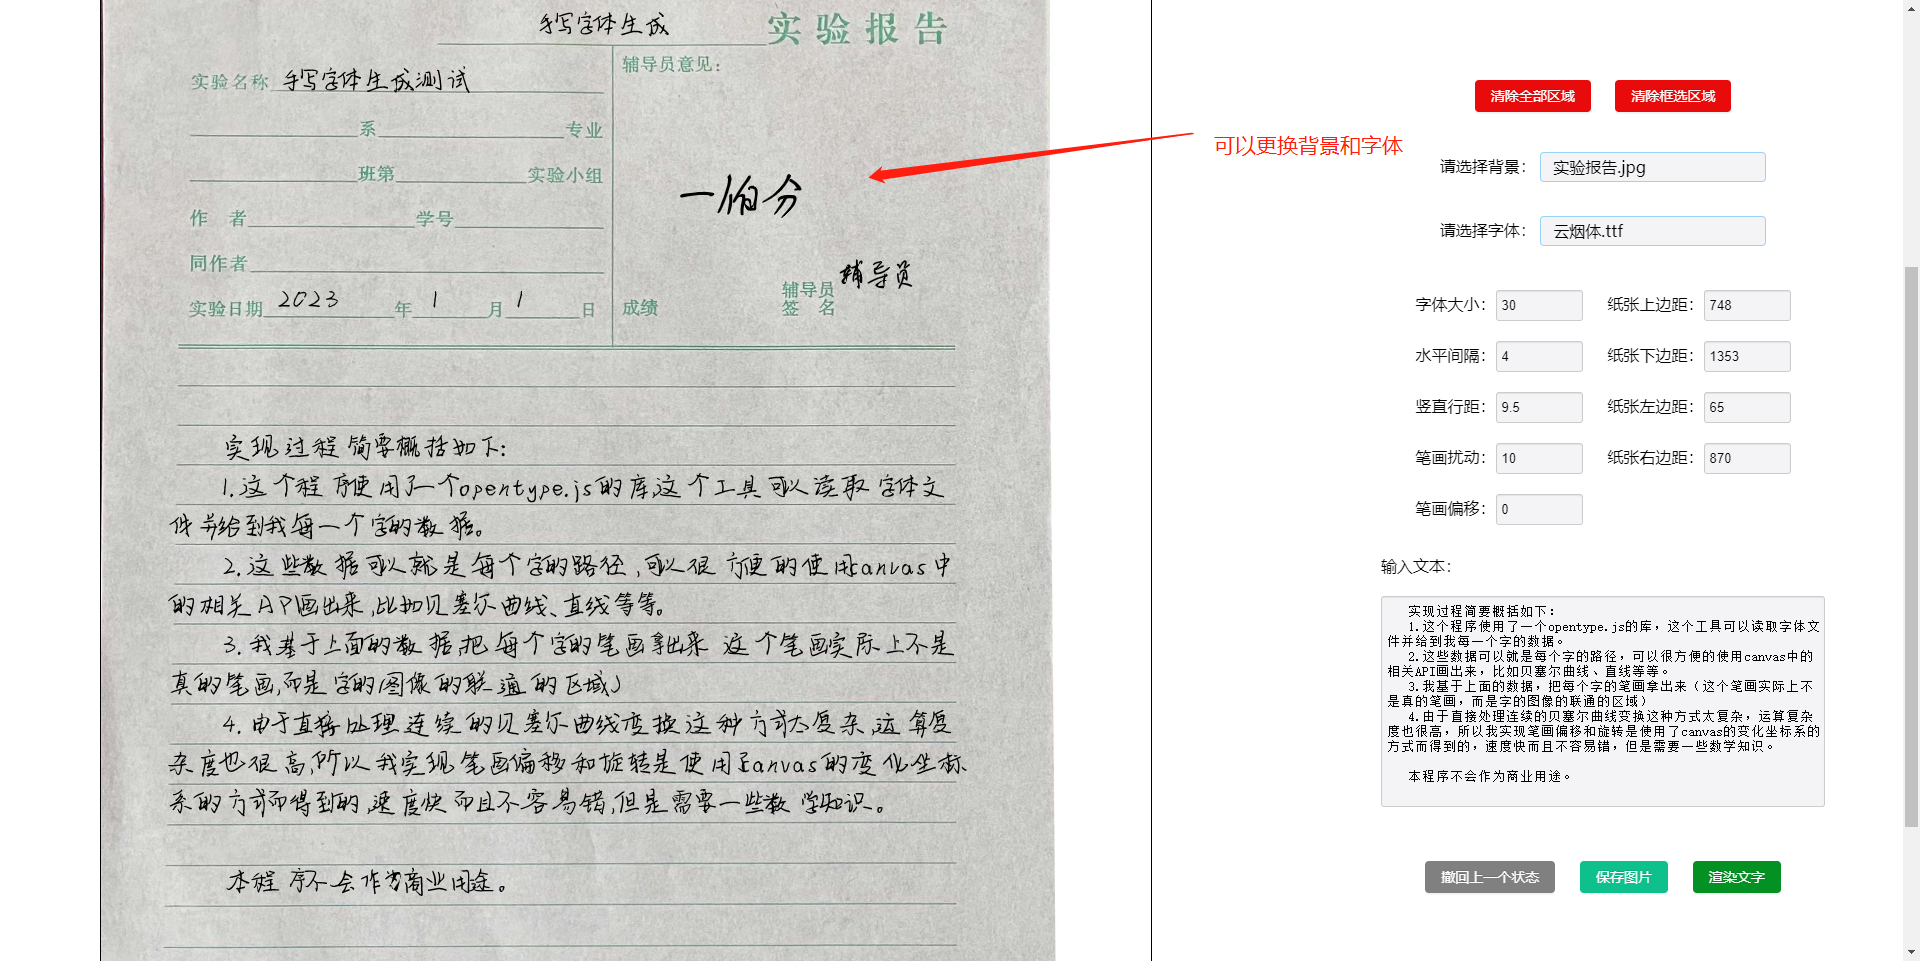 手写字体生成 实验报告
实验名称 手写字体生成测试
辅导员意见：
系 专业
班第 实验小组
一佰分
作 者 学号
同作者
辅导员
签 名
辅导员
实验日期 2023 年 1 月 1 日
成绩
实现过程简要概括如下：
1.这个程序使用了一个opentype.js的库,这个工具可以读取字体文
件并给到我每一个字的数据。
2.这些数据可以就是每个字的路径,可以很方便的使用canvas中
的相关API画出来,比如贝塞尔曲线、直线等等。
3.我基于上面的数据,把每个字的笔画拿出来 这个笔画实际上不是
真的笔画,而是字的图像的联通的区域)
4.由于直接处理连续的贝塞尔曲线变换这种方式太复杂,运算复
杂度也很高,所以我实现笔画偏移和旋转是使用了canvas的变化坐标
系的方式而得到的,速度快而且不容易错,但是需要一些数学知识。
本程序不会作为商业用途。
可以更换背景和字体
清除全部区域 清除框选区域
请选择背景： 实验报告.jpg
请选择字体： 云烟体.ttf
字体大小： 30 纸张上边距： 748
水平间隔： 4 纸张下边距： 1353
竖直行距： 9.5 纸张左边距： 65
笔画扰动： 10 纸张右边距： 870
笔画偏移： 0
输入文本：
实现过程简要概括如下：
1.这个程序使用了一个opentype.js的库，这个工具可以读取字体文
件并给到我每一个字的数据。
2.这些数据可以就是每个字的路径，可以很方便的使用canvas中的
相关API画出来，比如贝塞尔曲线、直线等等。
3.我基于上面的数据，把每个字的笔画拿出来（这个笔画实际上不
是真的笔画，而是字的图像的联通的区域）
4.由于直接处理连续的贝塞尔曲线变换这种方式太复杂，运算复杂
度也很高，所以我实现笔画偏移和旋转是使用了canvas的变化坐标系的
方式而得到的，速度快而且不容易错，但是需要一些数学知识。
本程序不会作为商业用途。
撤回上一个状态 保存图片 渲染文字